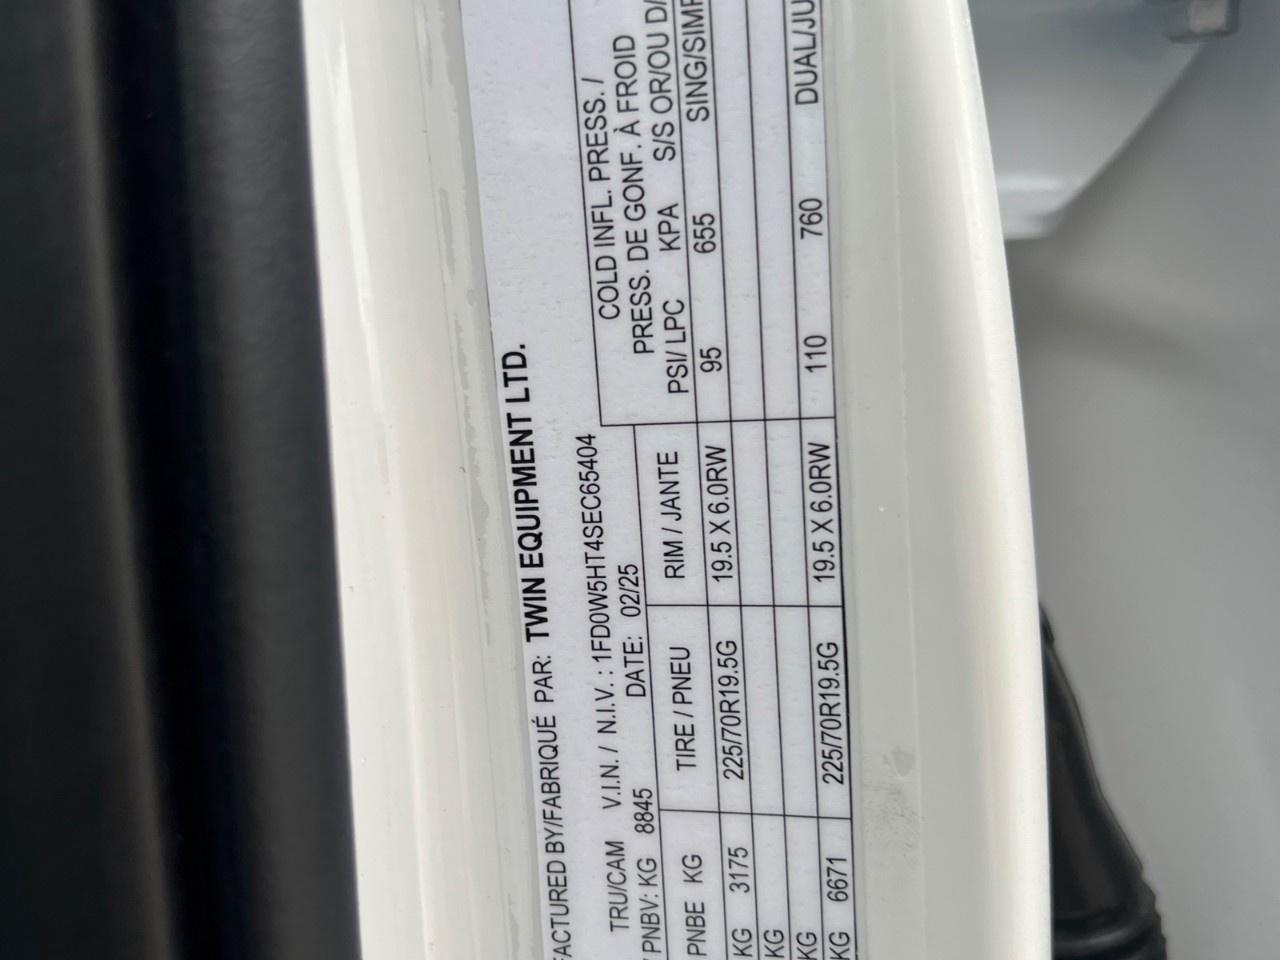 FACTURED BY/FABRIQUÉ PAR: TWIN EQUIPMENT LTD.
TRU/CAM V.I.N. / N.I.V. : 1FD0W5HT4SEC65404
/ PNBV: KG 8845 DATE: 02/25
COLD INFL. PRESS. /
PRESS. DE GONF. À FROID
PNBE KG TIRE / PNEU RIM / JANTE PSI/ LPC KPA S/S OR/OU D/
KG 3175 225/70R19.5G 19.5 X 6.0RW 95 655 SING/SIMP
KG
KG
KG 6671 225/70R19.5G 19.5 X 6.0RW 110 760 DUAL/JU